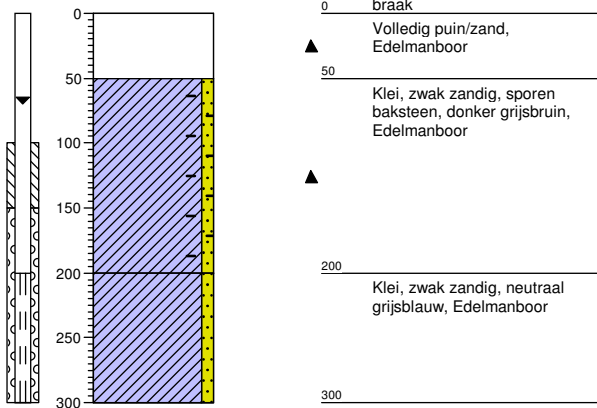 0
50
100
150
200
250
300
0
braak
Volledig puin/zand,
Edelmanboor
50
Klei, zwak zandig, sporen
baksteen, donker grijsbruin,
Edelmanboor
200
Klei, zwak zandig, neutraal
grijsblauw, Edelmanboor
300